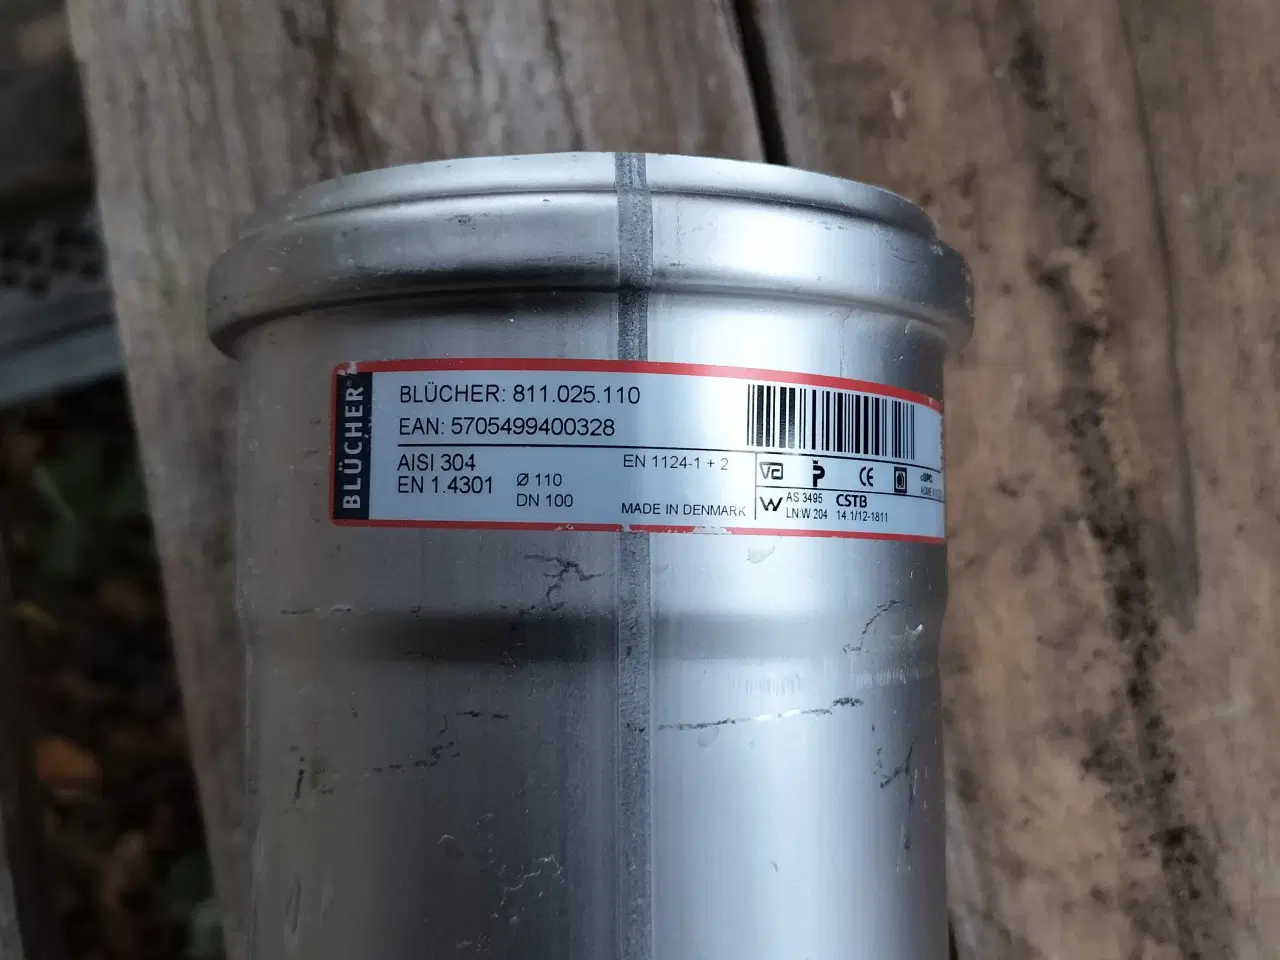 BLÜCHER®
BLÜCHER: 811.025.110
EAN: 5705499400328
AISI 304
EN 1.4301
Ø 110
DN 100
EN 1124-1 + 2
MADE IN DENMARK
VA
CE
AS 3495
LN:W 204
CSTB
14.1/12-1811